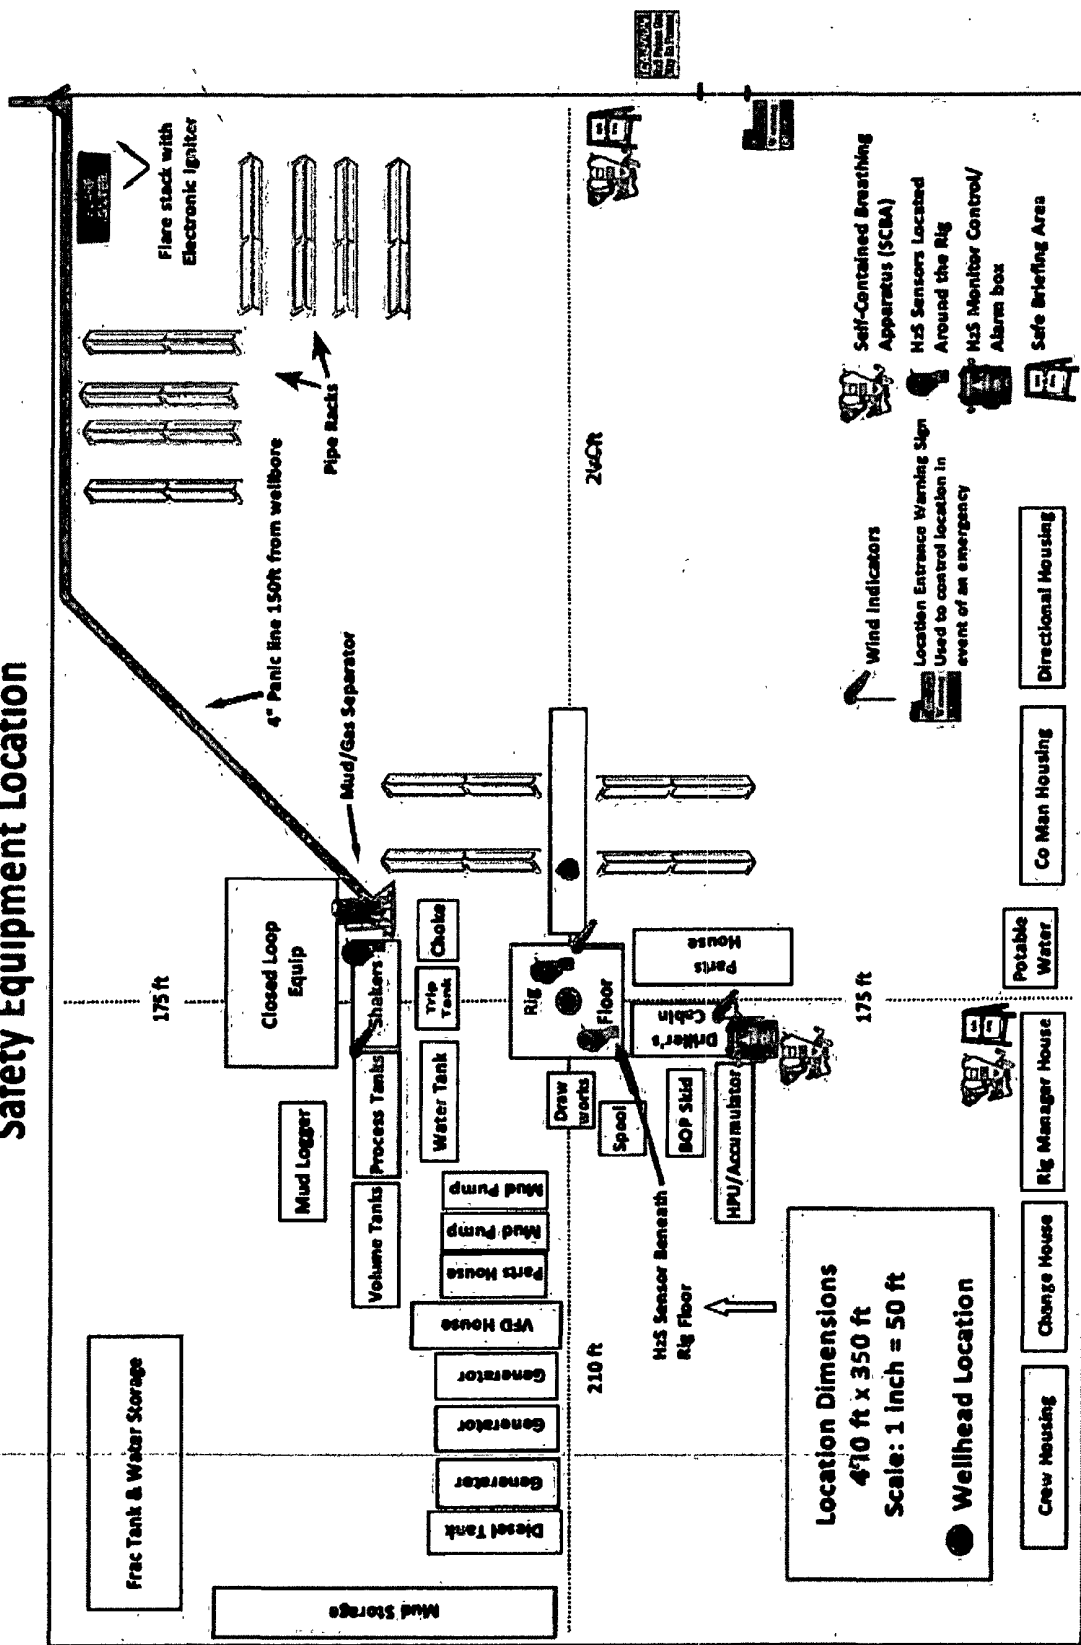 Safety Equipment Location
Flare stack with
Electronic Igniter
CAUTION
Pipe Racks
4" Panic line 150ft from wellbore
Mud/Gas Separator
Closed Loop
Equip
175 ft
Frac Tank & Water Storage
Mud Logger
Volume Tanks
Process Tanks
Shakers
Water Tank
Trip
Tank
Choke
Mud Storage
Diesel Tank
Generator
Generator
Generator
VFD House
Parts House
Mud Pump
Mud Pump
Draw
works
Rig
Floor
210 ft
Spool
BOP Skid
HPU/Accumulator
Driller's
Cabin
Parts
House
H2S Sensor Beneath
Rig Floor
175 ft
Location Dimensions
410 ft x 350 ft
Scale: 1 inch = 50 ft
Wellhead Location
Wind Indicators
Location Entrance Warning Sign
Used to control location in
event of an emergency
Self-Contained Breathing
Apparatus (SCBA)
H2S Sensors Located
Around the Rig
H2S Monitor Control/
Alarm box
Safe Briefing Area
Crew Housing
Change House
Rig Manager House
Potable
Water
Co Man Housing
Directional Housing